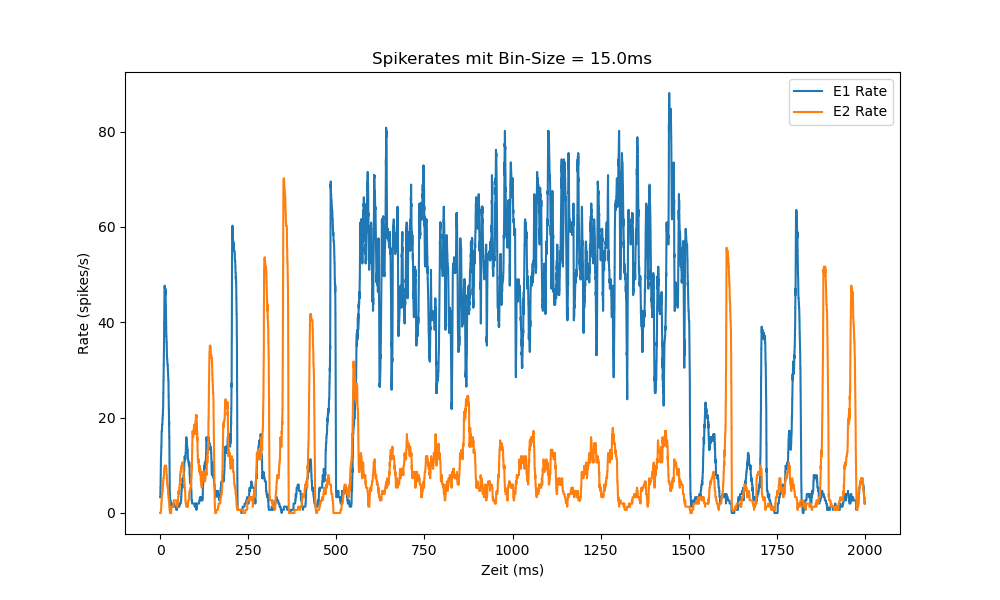 Spikerates mit Bin-Size = 15.0ms
E1 Rate
E2 Rate
Rate (spikes/s)
80
60
40
20
0
0 250 500 750 1000 1250 1500 1750 2000
Zeit (ms)